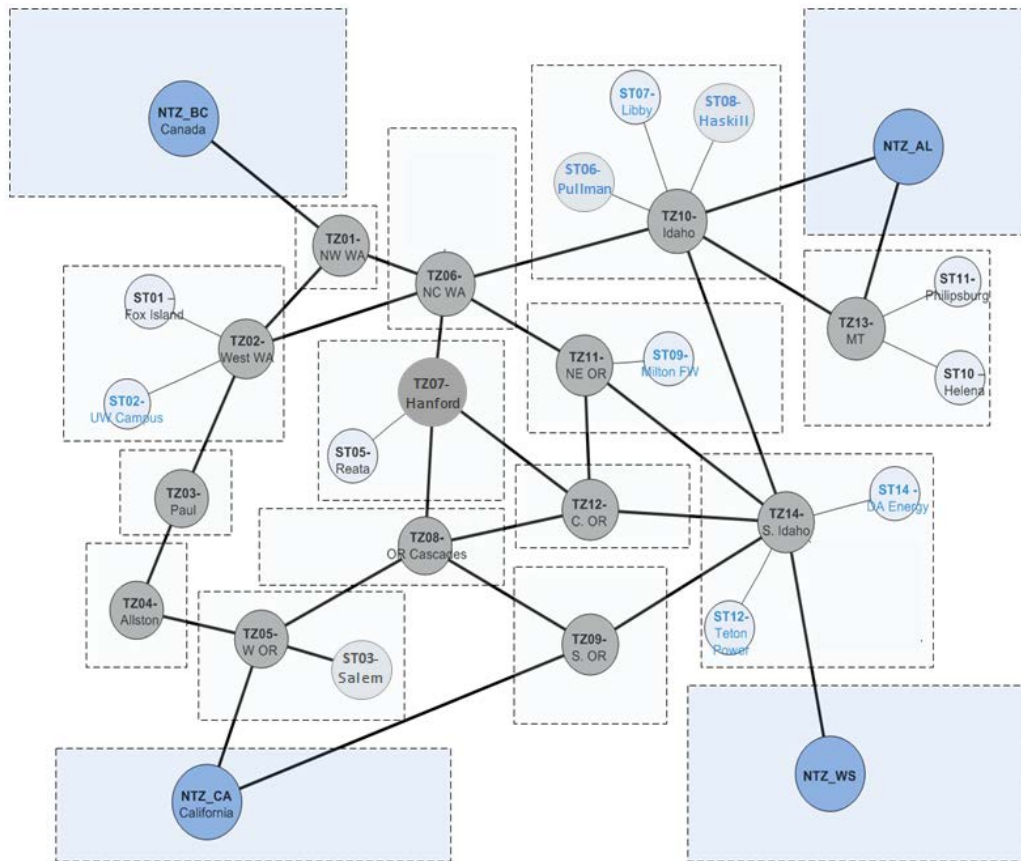 NTZ_BC
Canada
ST07-
Libby
ST08-
Haskill
NTZ_AL
ST06-
Pullman
TZ10-
Idaho
TZ01-
NW WA
TZ06-
NC WA
ST11-
Philipsburg
ST01 –
Fox Island
TZ02-
West WA
TZ13-
MT
TZ11-
NE OR
ST09-
Milton FW
ST10 –
Helena
TZ07-
Hanford
ST02-
UW Campus
ST05-
Reata
TZ03-
Paul
TZ12-
C. OR
TZ14-
S. Idaho
ST14 -
DA Energy
TZ08-
OR Cascades
TZ04-
Allston
TZ05-
W OR
ST03-
Salem
TZ09-
S. OR
ST12-
Teton
Power
NTZ_WS
NTZ_CA
California